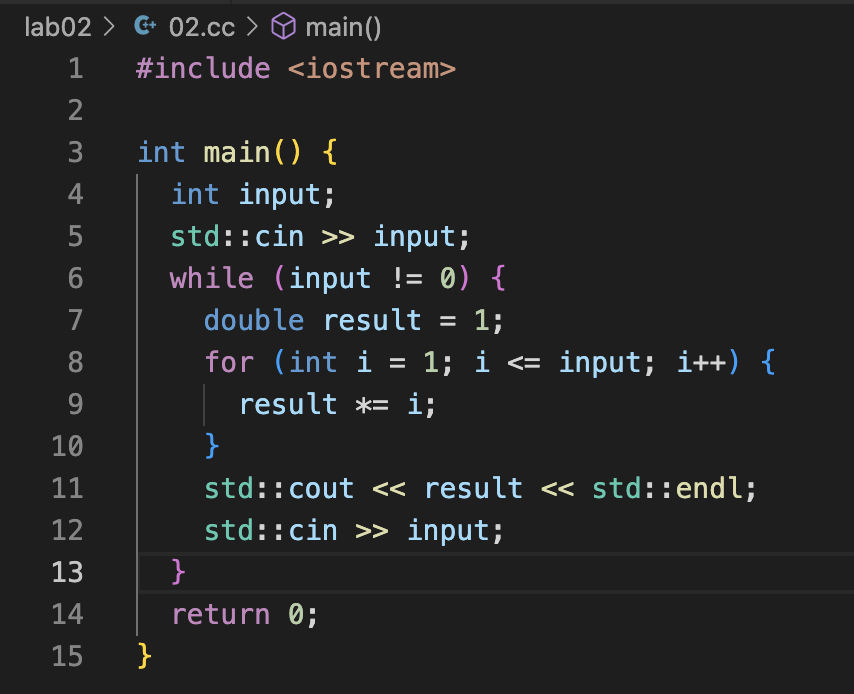 lab02 > C++ 02.cc > main()
1 #include <iostream>
2
3 int main() {
4   int input;
5   std::cin >> input;
6   while (input != 0) {
7     double result = 1;
8     for (int i = 1; i <= input; i++) {
9       result *= i;
10     }
11     std::cout << result << std::endl;
12     std::cin >> input;
13   }
14   return 0;
15 }